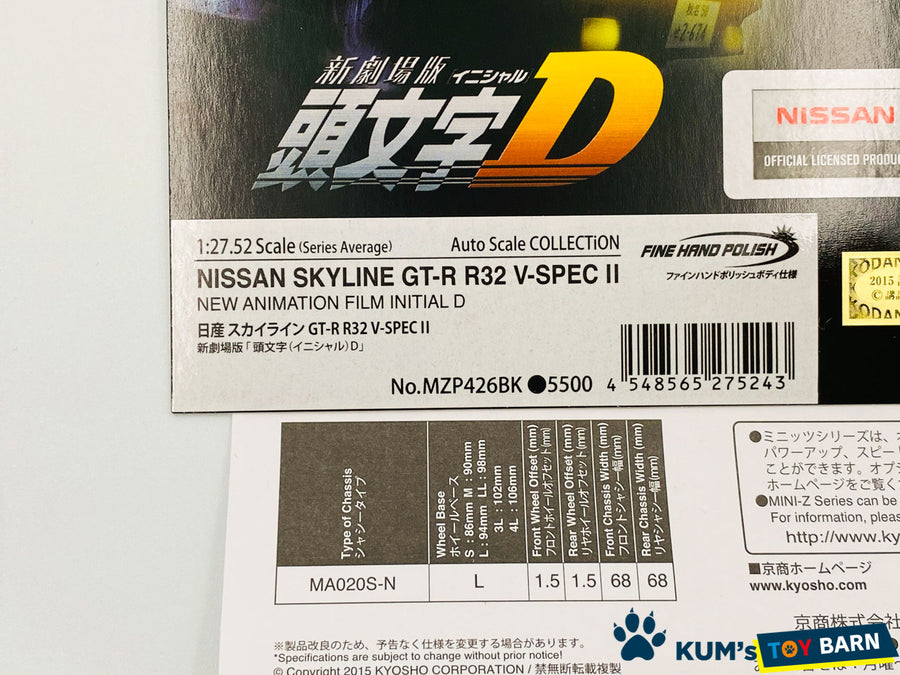 新劇場版 イニシャル
頭文字D
NISSAN
OFFICIAL LICENSED PRODU
1:27.52 Scale (Series Average)
Auto Scale COLLECTiON
FINE HAND POLISH
ファインハンドポリッシュボディ仕様
NISSAN SKYLINE GT-R R32 V-SPEC II
NEW ANIMATION FILM INITIAL D
日産 スカイライン GT-R R32 V-SPEC II
新劇場版「頭文字(イニシャル)D」
No.MZP426BK ●5500
4 548565 275243
KODAN
2015
©講
KODAN
Type of Chassis
シャシータイプ
Wheel Base
ホイールベース
S : 86mm M : 90mm
L : 94mm LL : 98mm
3L : 102mm
4L : 106mm
Front Wheel Offset (mm)
フロントホイールオフセット(mm)
Rear Wheel Offset (mm)
リヤホイールオフセット(mm)
Front Chassis Width (mm)
フロントシャシー幅(mm)
Rear Chassis Width (mm)
リヤシャシー幅(mm)
MA020S-N L 1.5 1.5 68 68
●ミニッツシリーズは、オ
パワーアップ、スピー
ことができます。オプシ
ホームページをご覧く
●MINI-Z Series can be
For information, pleas
http://www.ky
■京商ホームページ
www.kyosho.com
京商株式会社
※製品改良のため、予告なく仕様を変更する場合があります。
*Specifications are subject to change without prior notice!
© Copyright 2015 KYOSHO CORPORATION / 禁無断転載複製
KUM's TOY BARN